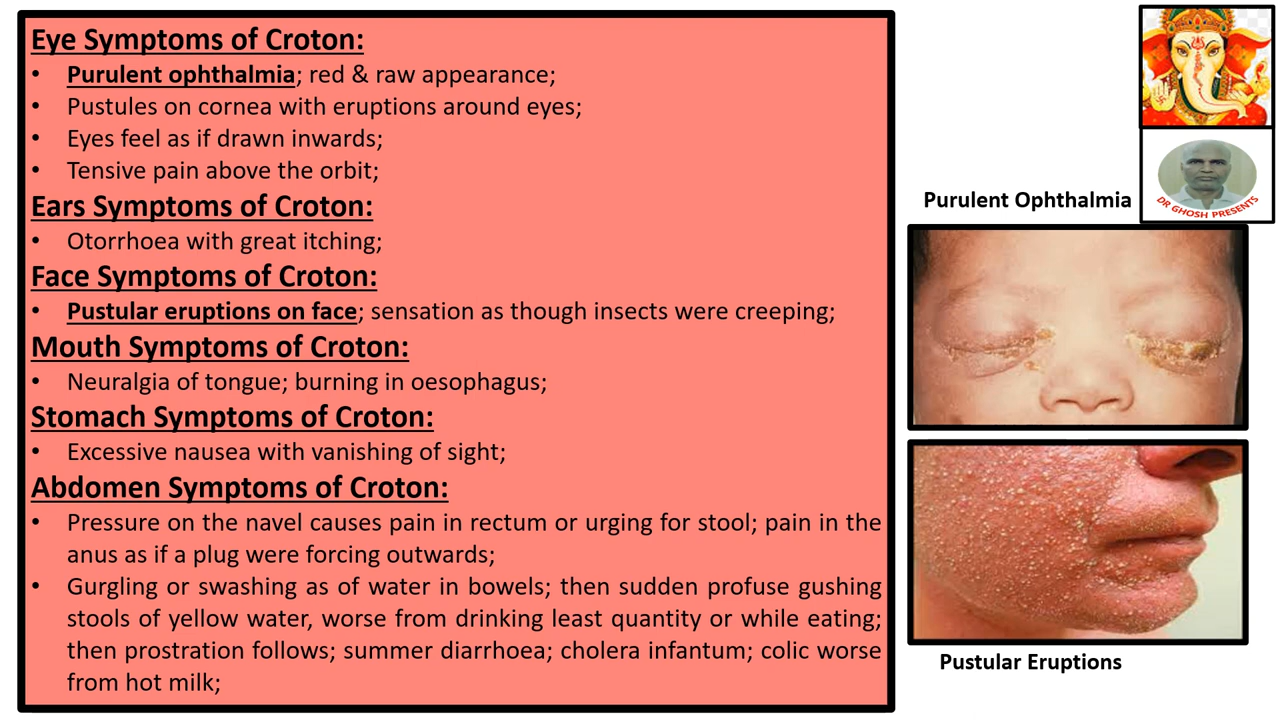 Eye Symptoms of Croton:
• Purulent ophthalmia; red & raw appearance;
• Pustules on cornea with eruptions around eyes;
• Eyes feel as if drawn inwards;
• Tensive pain above the orbit;
Ears Symptoms of Croton:
• Otorrhoea with great itching;
Face Symptoms of Croton:
• Pustular eruptions on face; sensation as though insects were creeping;
Mouth Symptoms of Croton:
• Neuralgia of tongue; burning in oesophagus;
Stomach Symptoms of Croton:
• Excessive nausea with vanishing of sight;
Abdomen Symptoms of Croton:
• Pressure on the navel causes pain in rectum or urging for stool; pain in the
anus as if a plug were forcing outwards;
• Gurgling or swashing as of water in bowels; then sudden profuse gushing
stools of yellow water, worse from drinking least quantity or while eating;
then prostration follows; summer diarrhoea; cholera infantum; colic worse
from hot milk;
DR GHOSH PRESENTS
Purulent Ophthalmia
Pustular Eruptions